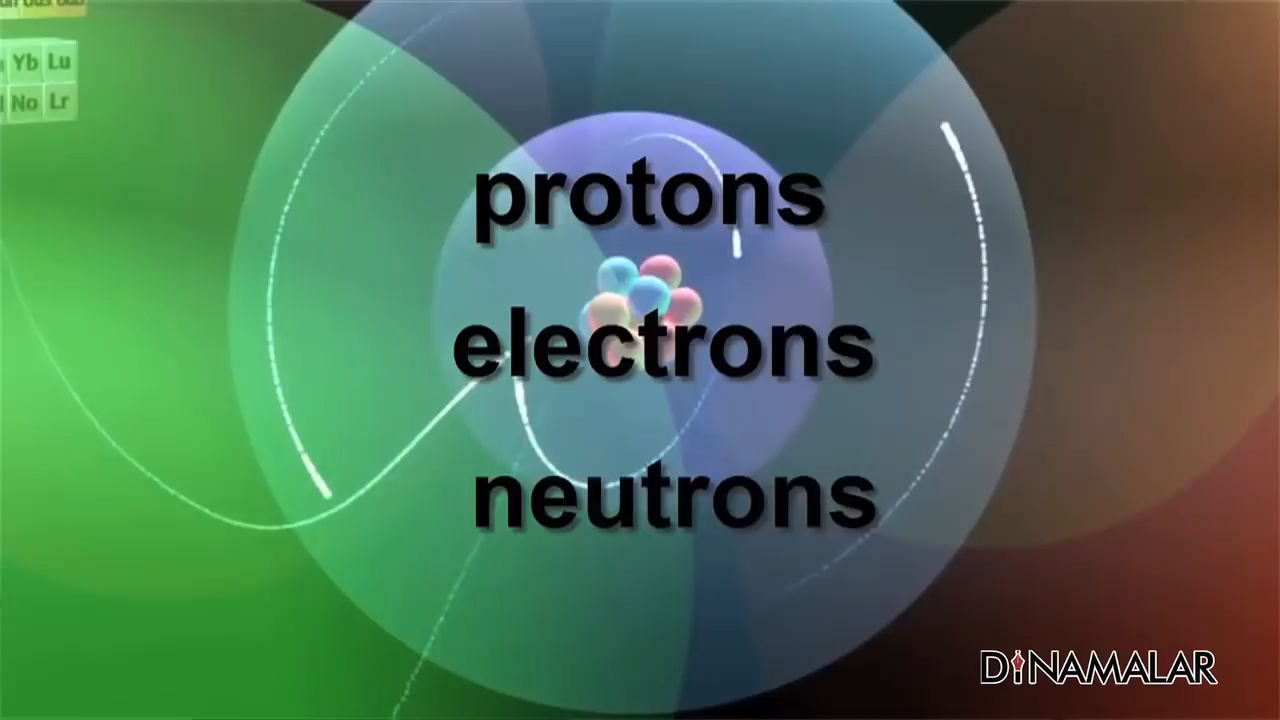 Yb Lu
No Lr
protons
electrons
neutrons
DINAMALAR